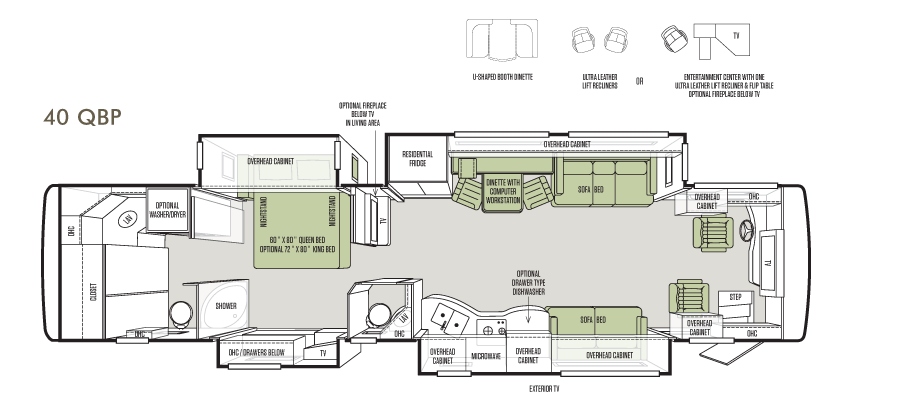 U-SHAPED BOOTH DINETTE
ULTRA LEATHER
LIFT RECLINERS
OR
TV
ENTERTAINMENT CENTER WITH ONE
ULTRA LEATHER LIFT RECLINER & FLIP TABLE
OPTIONAL FIREPLACE BELOW TV
40 QBP
OPTIONAL FIREPLACE
BELOW TV
IN LIVING AREA
OVERHEAD CABINET
RESIDENTIAL
FRIDGE
OVERHEAD CABINET
OHC
LAV
OPTIONAL
WASHER/DRYER
NIGHTSTAND
NIGHTSTAND
60" X 80" QUEEN BED
OPTIONAL 72" X 80" KING BED
TV
DINETTE WITH
COMPUTER
WORKSTATION
SOFA BED
OVERHEAD
CABINET
OHC
TV
CLOSET
SHOWER
OHC
LAV
OHC
OPTIONAL
DRAWER TYPE
DISHWASHER
SOFA BED
STEP
OVERHEAD
CABINET
OHC
OHC / DRAWERS BELOW
TV
OVERHEAD
CABINET
MICROWAVE
OVERHEAD
CABINET
OVERHEAD CABINET
EXTERIOR TV